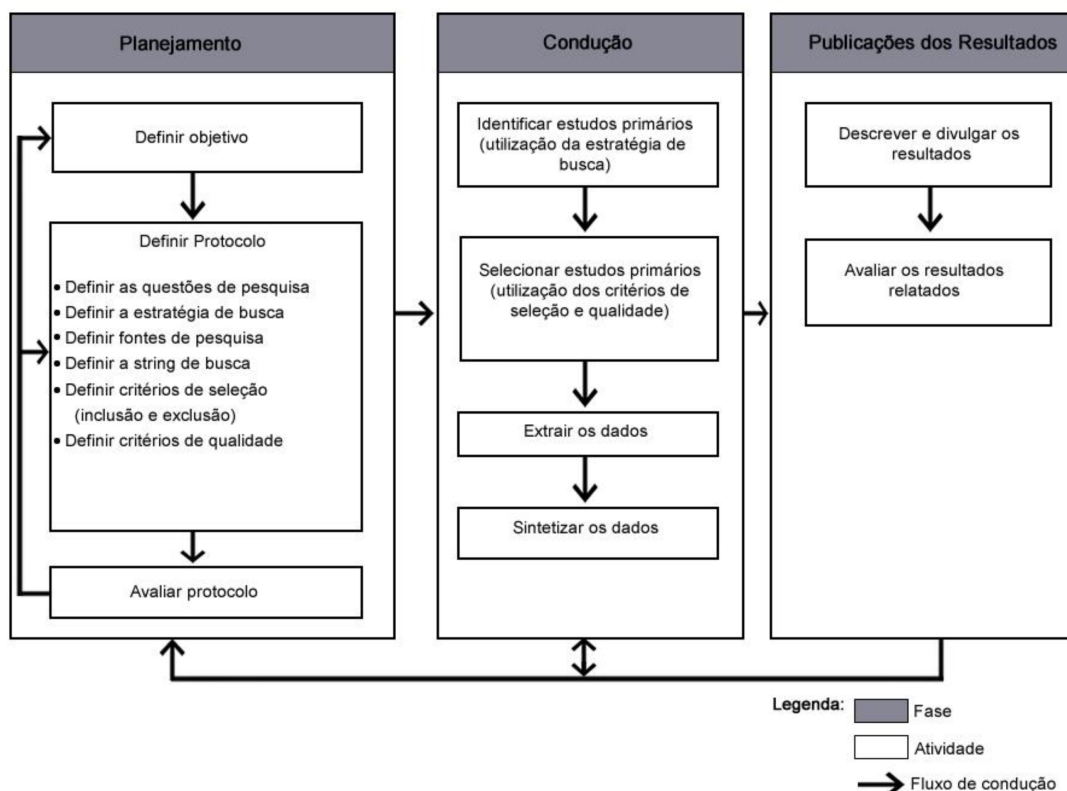 Planejamento
Definir objetivo
Definir Protocolo
• Definir as questões de pesquisa
• Definir a estratégia de busca
• Definir fontes de pesquisa
• Definir a string de busca
• Definir critérios de seleção
(inclusão e exclusão)
• Definir critérios de qualidade
Avaliar protocolo
Condução
Identificar estudos primários
(utilização da estratégia de
busca)
Selecionar estudos primários
(utilização dos critérios de
seleção e qualidade)
Extrair os dados
Sintetizar os dados
Publicações dos Resultados
Descrever e divulgar os
resultados
Avaliar os resultados
relatados
Legenda:
Fase
Atividade
Fluxo de condução